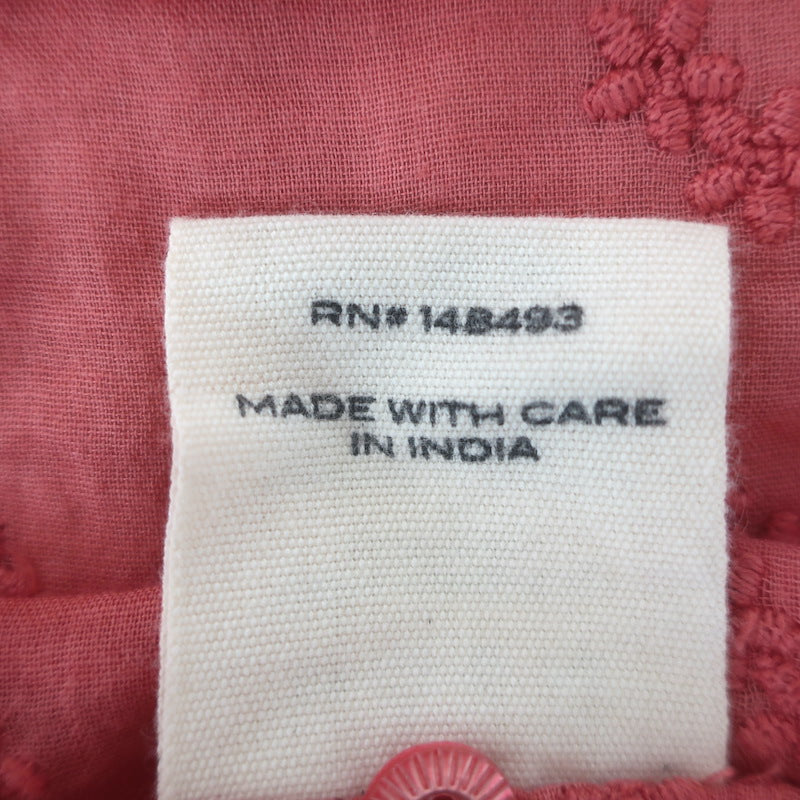 RN# 148493
MADE WITH CARE
IN INDIA